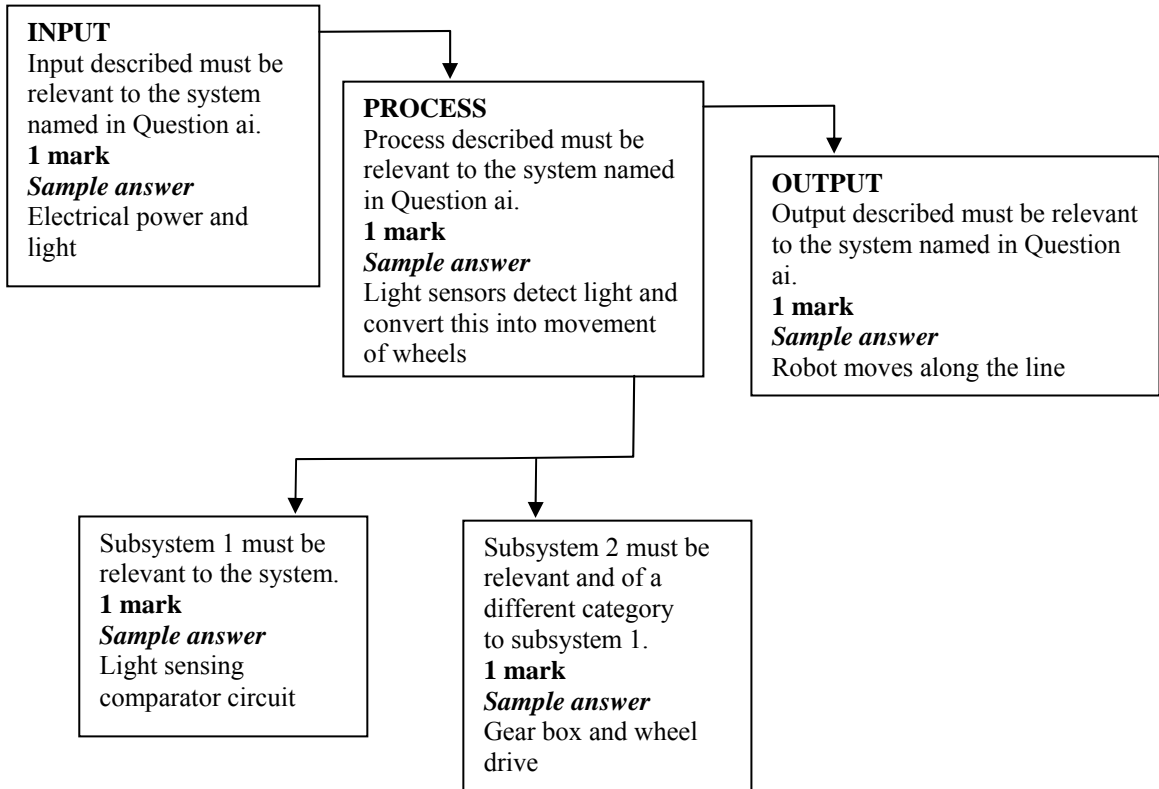 INPUT
Input described must be
relevant to the system
named in Question ai.
1 mark
Sample answer
Electrical power and
light
PROCESS
Process described must be
relevant to the system named
in Question ai.
1 mark
Sample answer
Light sensors detect light and
convert this into movement
of wheels
OUTPUT
Output described must be relevant
to the system named in Question
ai.
1 mark
Sample answer
Robot moves along the line
Subsystem 1 must be
relevant to the system.
1 mark
Sample answer
Light sensing
comparator circuit
Subsystem 2 must be
relevant and of a
different category
to subsystem 1.
1 mark
Sample answer
Gear box and wheel
drive